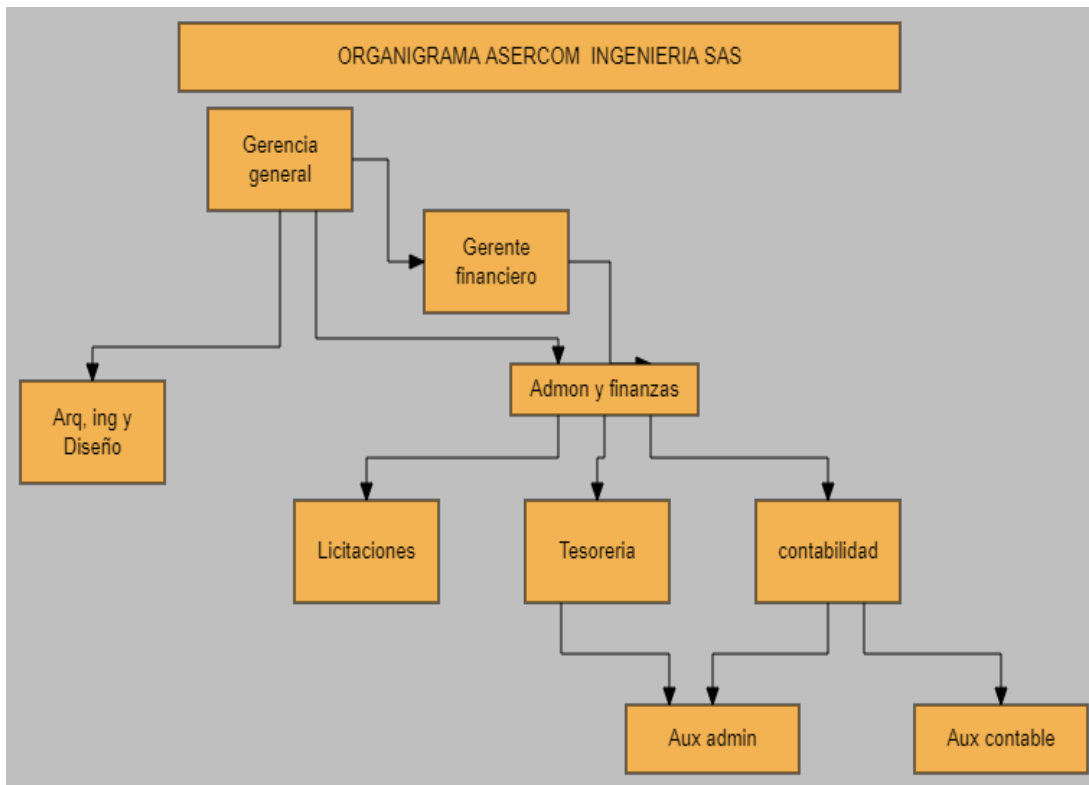 ORGANIGRAMA ASERCOM INGENIERIA SAS
Gerencia
general
Gerente
financiero
Admon y finanzas
Arq, ing y
Diseño
Licitaciones
Tesoreria
contabilidad
Aux admin
Aux contable